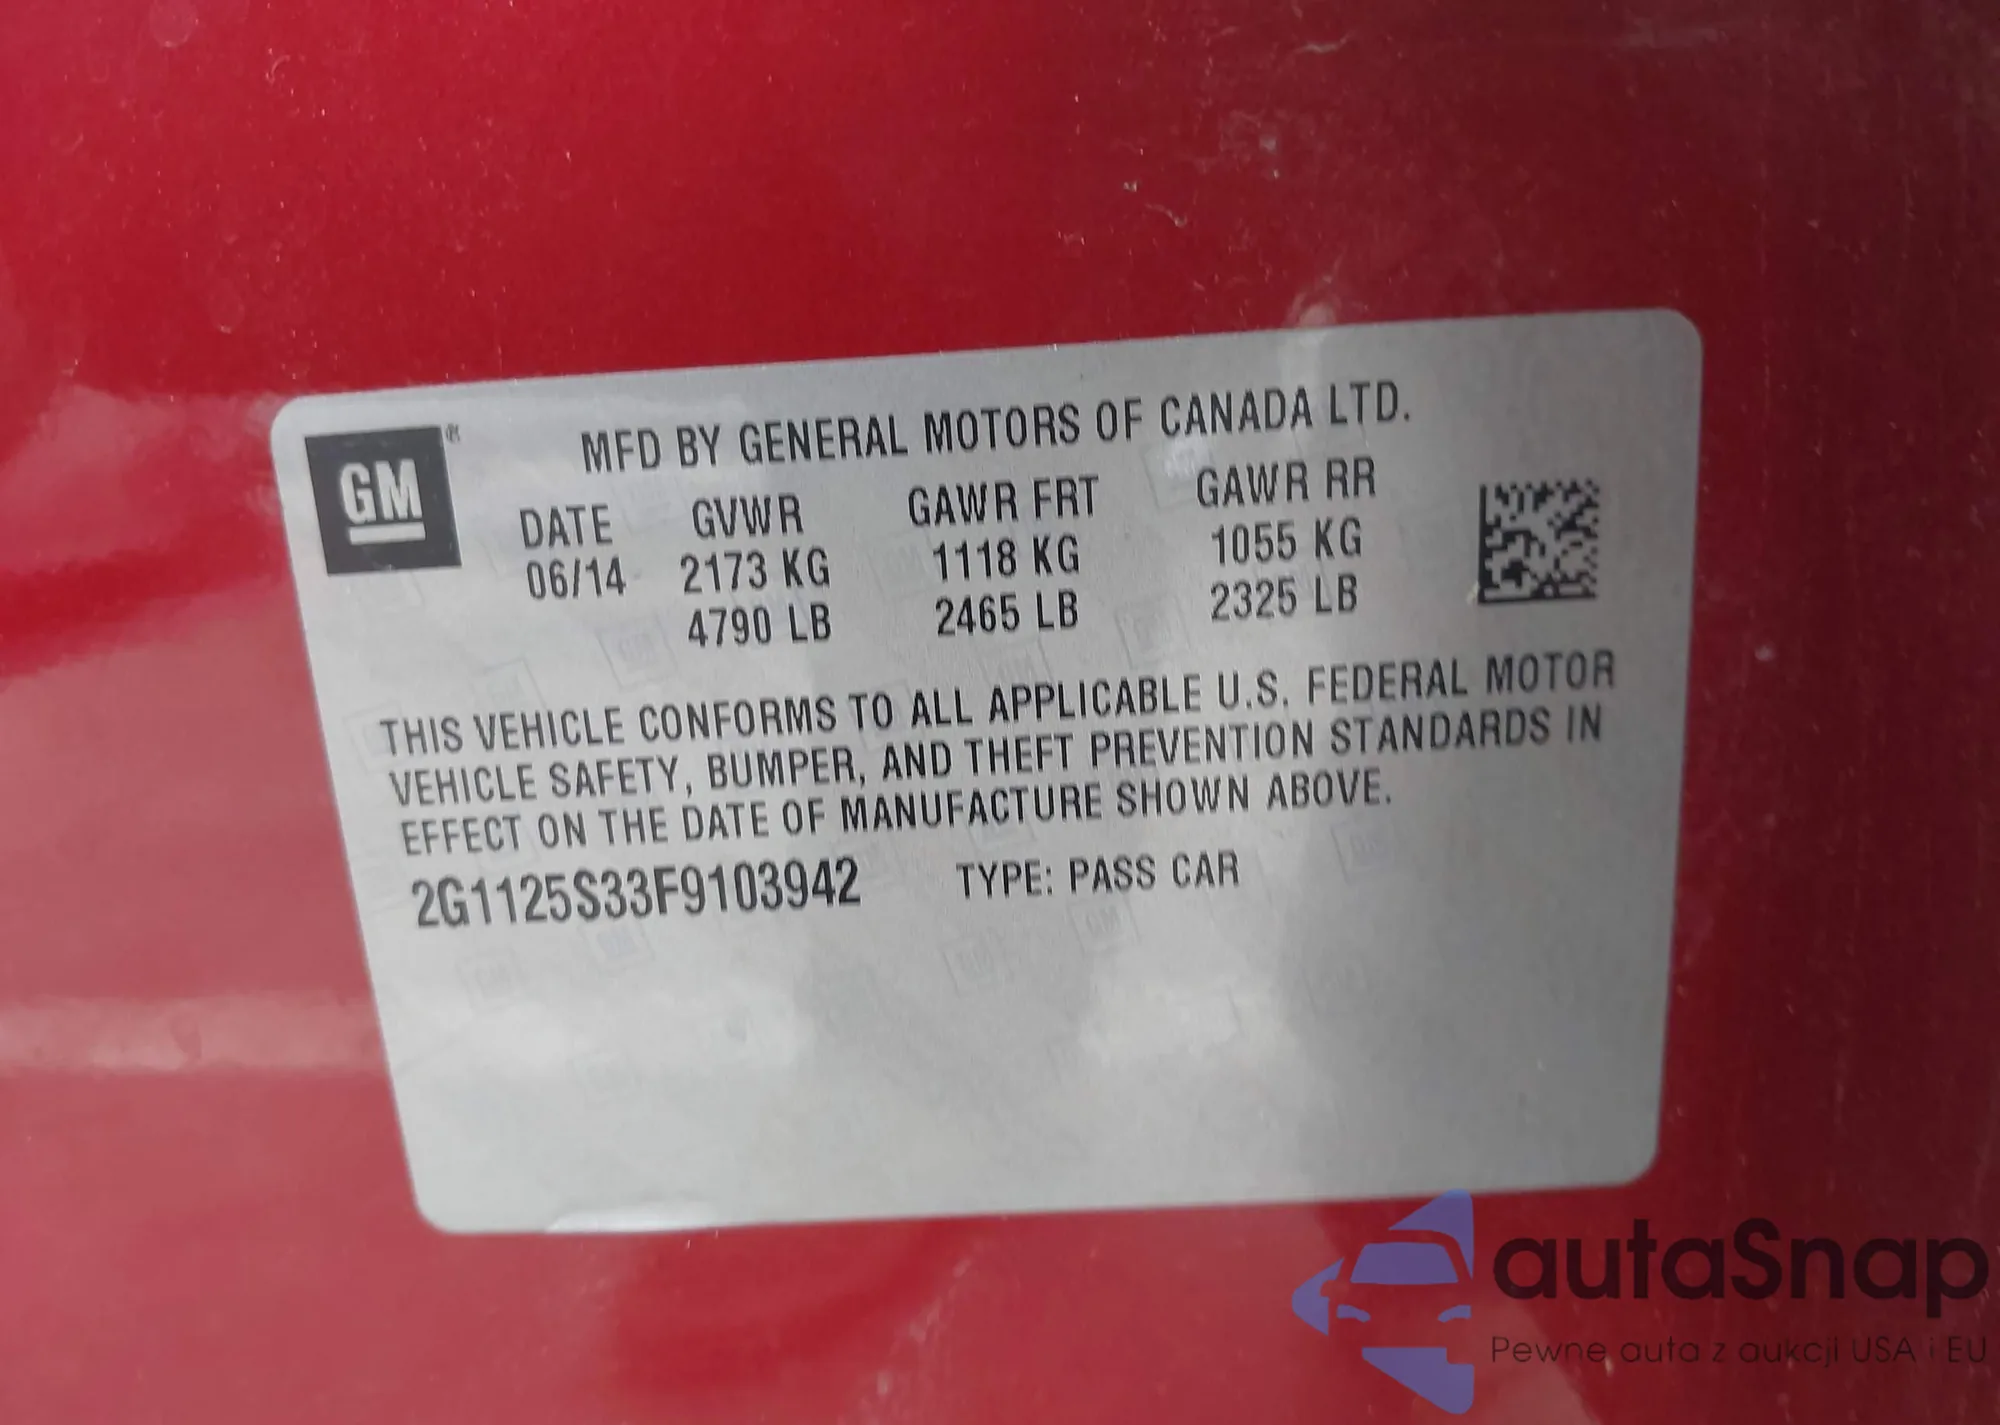 GM ®
MFD BY GENERAL MOTORS OF CANADA LTD.
DATE GVWR GAWR FRT GAWR RR
06/14 2173 KG 1118 KG 1055 KG
4790 LB 2465 LB 2325 LB
THIS VEHICLE CONFORMS TO ALL APPLICABLE U.S. FEDERAL MOTOR
VEHICLE SAFETY, BUMPER, AND THEFT PREVENTION STANDARDS IN
EFFECT ON THE DATE OF MANUFACTURE SHOWN ABOVE.
2G1125S33F9103942 TYPE: PASS CAR
autaSnap
Pewne auta z aukcji USA i EU